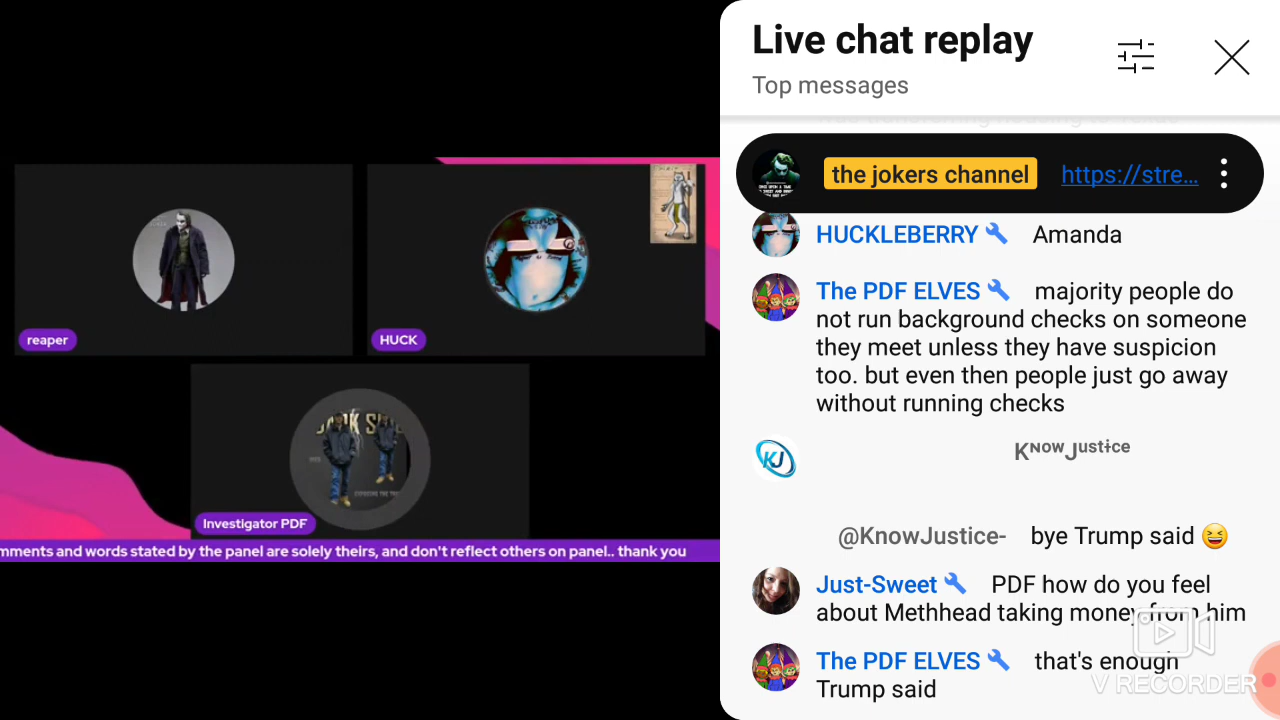 Live chat replay
Top messages
the jokers channel https://stre...
HUCKLEBERRY Amanda
The PDF ELVES majority people do
not run background checks on someone
they meet unless they have suspicion
too. but even then people just go away
without running checks
KJ
Kᴺᴼᵂ Jᵘˢᵗᶤᶜᵉ
@KnowJustice- bye Trump said 😆
Just-Sweet PDF how do you feel
about Methhead taking money from him
The PDF ELVES that's enough
Trump said
reaper
HUCK
Investigator PDF
mments and words stated by the panel are solely theirs, and don't reflect others on panel.. thank you
V RECORDER